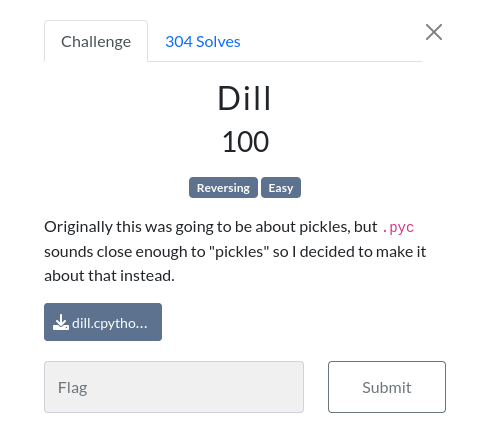 Challenge 304 Solves
Dill
100
Reversing Easy
Originally this was going to be about pickles, but .pyc
sounds close enough to "pickles" so I decided to make it
about that instead.
dill.cpytho...
Flag Submit